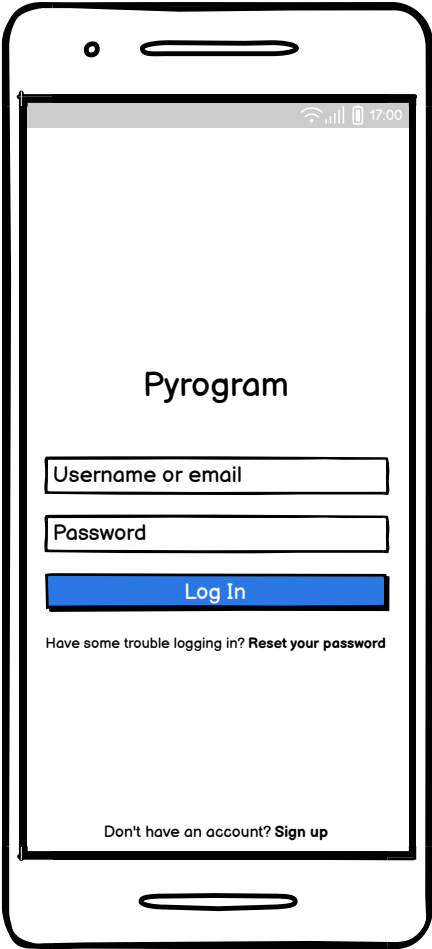 17:00
Pyrogram
Username or email
Password
Log In
Have some trouble logging in? Reset your password
Don't have an account? Sign up